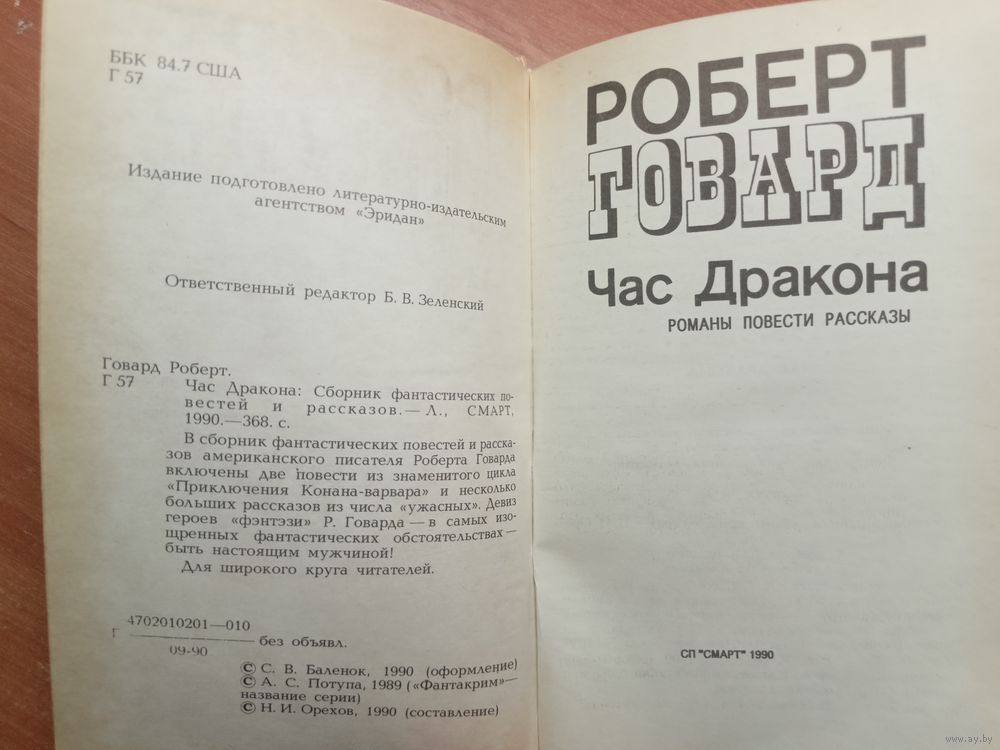 ББК 84.7 США
Г 57
Издание подготовлено литературно-издательским
агентством «Эридан»
Ответственный редактор Б. В. Зеленский
Говард Роберт.
Г 57 Час Дракона: Сборник фантастических по-
вестей и рассказов.— Л., СМАРТ,
1990.—368. с.
В сборник фантастических повестей и расска-
зов американского писателя Роберта Говарда
включены две повести из знаменитого цикла
«Приключения Конана-варвара» и несколько
больших рассказов из числа «ужасных». Девиз
героев «фэнтэзи» Р. Говарда — в самых изо-
щренных фантастических обстоятельствах —
быть настоящим мужчиной!
Для широкого круга читателей.
4702010201—010
Г без объявл.
09-90
© С. В. Баленок, 1990 (оформление)
© А. С. Потупа, 1989 («Фантакрим»—
название серии)
© Н. И. Орехов, 1990 (составление)
РОБЕРТ
ГОВАРД
Час Дракона
РОМАНЫ ПОВЕСТИ РАССКАЗЫ
СП "СМАРТ" 1990
www.ay.by